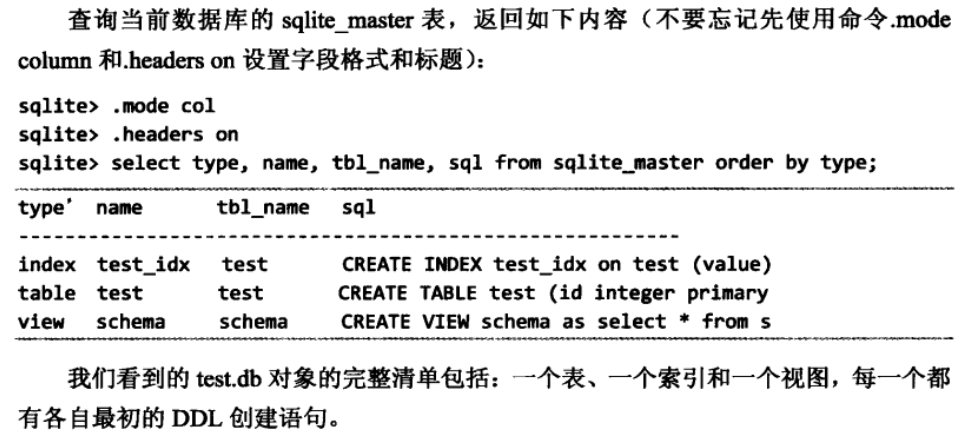 查询当前数据库的 sqlite_master 表，返回如下内容（不要忘记先使用命令.mode
column 和.headers on 设置字段格式和标题）：
sqlite> .mode col
sqlite> .headers on
sqlite> select type, name, tbl_name, sql from sqlite_master order by type;
type' name tbl_name sql
---------------------------------------------------------
index test_idx test CREATE INDEX test_idx on test (value)
table test test CREATE TABLE test (id integer primary
view schema schema CREATE VIEW schema as select * from s
我们看到的 test.db 对象的完整清单包括：一个表、一个索引和一个视图，每一个都
有各自最初的 DDL 创建语句。